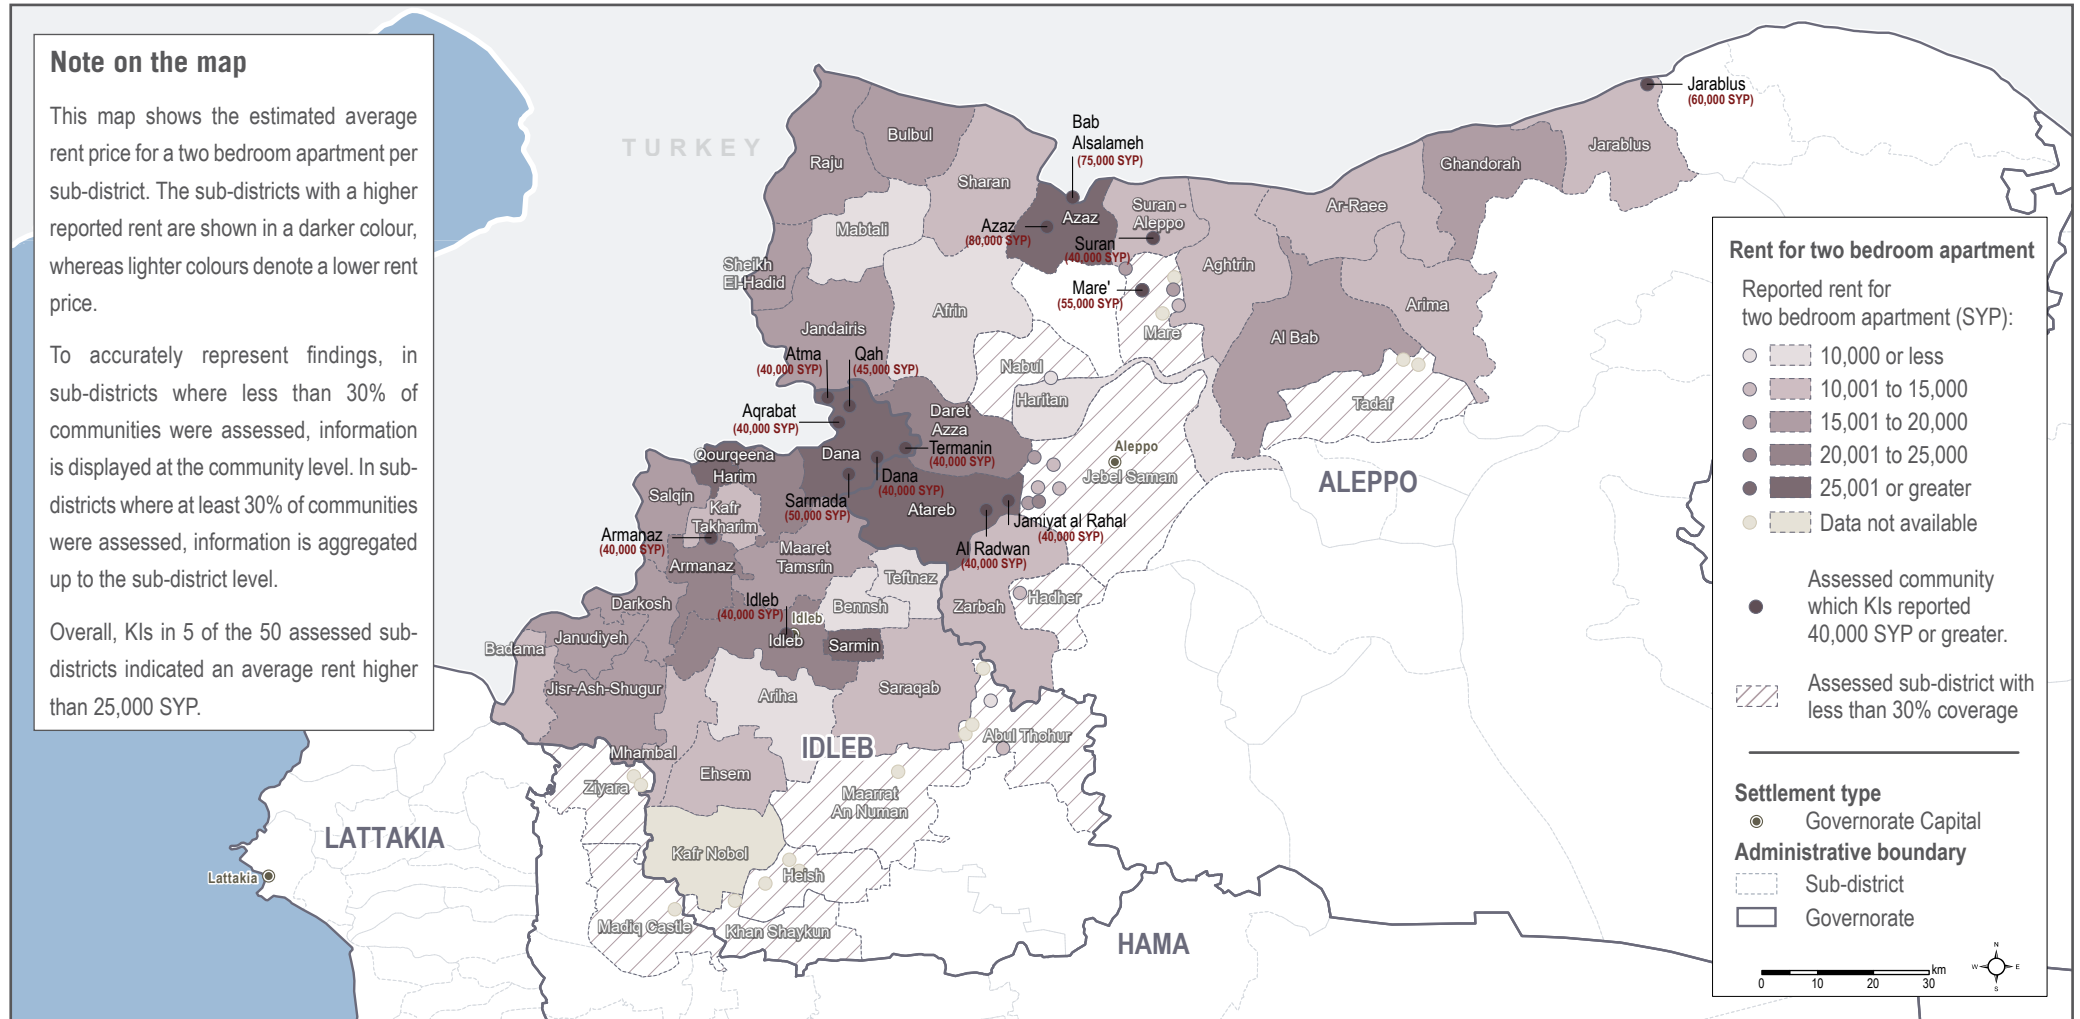 Note on the map
This map shows the estimated average
rent price for a two bedroom apartment per
sub-district. The sub-districts with a higher
reported rent are shown in a darker colour,
whereas lighter colours denote a lower rent
price.
To accurately represent findings, in
sub-districts where less than 30% of
communities were assessed, information
is displayed at the community level. In sub-
districts where at least 30% of communities
were assessed, information is aggregated
up to the sub-district level.
Overall, KIs in 5 of the 50 assessed sub-
districts indicated an average rent higher
than 25,000 SYP.
TURKEY
Jarablus
(60,000 SYP)
Bab
Alsalameh
(75,000 SYP)
Bulbul
Raju
Sharan
Jarablus
Ghandorah
Ar-Raee
Suran -
Aleppo
Azaz
Azaz
(80,000 SYP)
Suran
(40,000 SYP)
Mabtali
Sheikh
El-Hadid
Aghtrin
Mare'
(55,000 SYP)
Afrin
Arima
Jandairis
Mare
Al Bab
Atma
(40,000 SYP)
Qah
(45,000 SYP)
Nabul
Haritan
Tadaf
Aqrabat
(40,000 SYP)
Daret
Azza
Termanin
(40,000 SYP)
Dana
Aleppo
Jebel Saman
ALEPPO
Qourqeena
Harim
Dana
(40,000 SYP)
Salqin
Sarmada
(50,000 SYP)
Kafr
Takharim
Atareb
Jamiyat al Rahal
(40,000 SYP)
Armanaz
(40,000 SYP)
Al Radwan
(40,000 SYP)
Maaret
Tamsrin
Armanaz
Teftnaz
Darkosh
Idleb
(40,000 SYP)
Idleb
Bennsh
Zarbah
Hadher
Janudiyeh
Idleb
Sarmin
Badama
Jisr-Ash-Shugur
Ariha
Saraqab
Abul Thohur
IDLEB
Mhambal
Ehsem
Ziyara
Maarrat
An Numan
LATTAKIA
Kafr Nobol
Heish
Lattakia
Madiq Castle
Khan Shaykun
HAMA
Rent for two bedroom apartment
Reported rent for
two bedroom apartment (SYP):
10,000 or less
10,001 to 15,000
15,001 to 20,000
20,001 to 25,000
25,001 or greater
Data not available
Assessed community
which KIs reported
40,000 SYP or greater.
Assessed sub-district with
less than 30% coverage
Settlement type
Governorate Capital
Administrative boundary
Sub-district
Governorate
km
0 10 20 30
N
W E
S